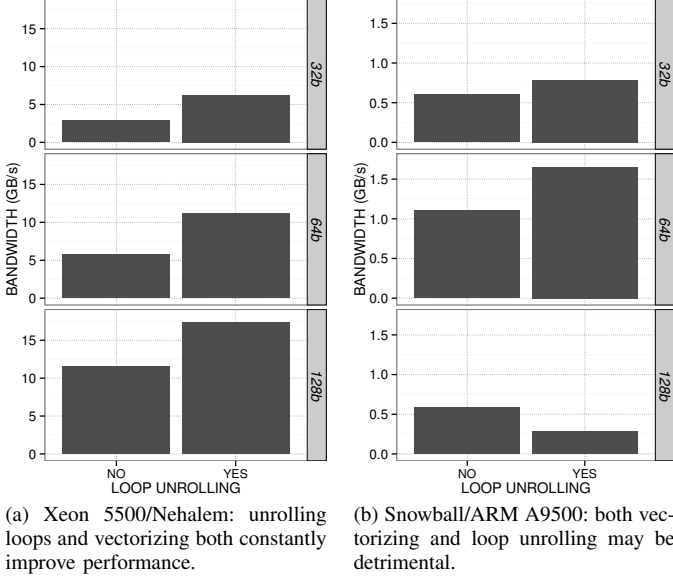 15
10
5
0
32b
15
10
5
0
64b
15
10
5
0
128b
BANDWIDTH (GB/s)
NO YES
LOOP UNROLLING
(a) Xeon 5500/Nehalem: unrolling
loops and vectorizing both constantly
improve performance.
1.5
1.0
0.5
0.0
32b
1.5
1.0
0.5
0.0
64b
1.5
1.0
0.5
0.0
128b
BANDWIDTH (GB/s)
NO YES
LOOP UNROLLING
(b) Snowball/ARM A9500: both vec-
torizing and loop unrolling may be
detrimental.